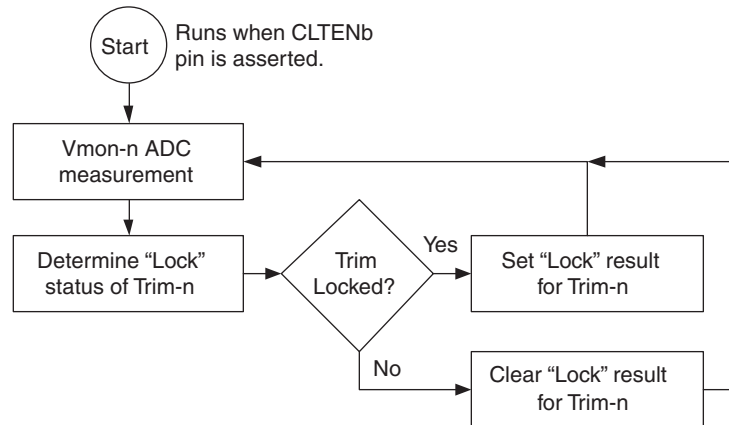 Start
Runs when CLTENb
pin is asserted.
Vmon-n ADC
measurement
Determine “Lock”
status of Trim-n
Trim
Locked?
Yes
Set “Lock” result
for Trim-n
No
Clear “Lock” result
for Trim-n